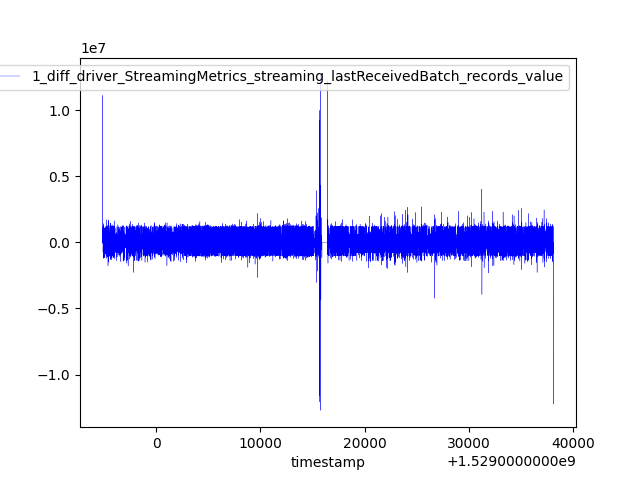 1e7
1_diff_driver_StreamingMetrics_streaming_lastReceivedBatch_records_value
1.0
0.5
0.0
−0.5
−1.0
0 10000 20000 30000 40000
timestamp +1.5290000000e9